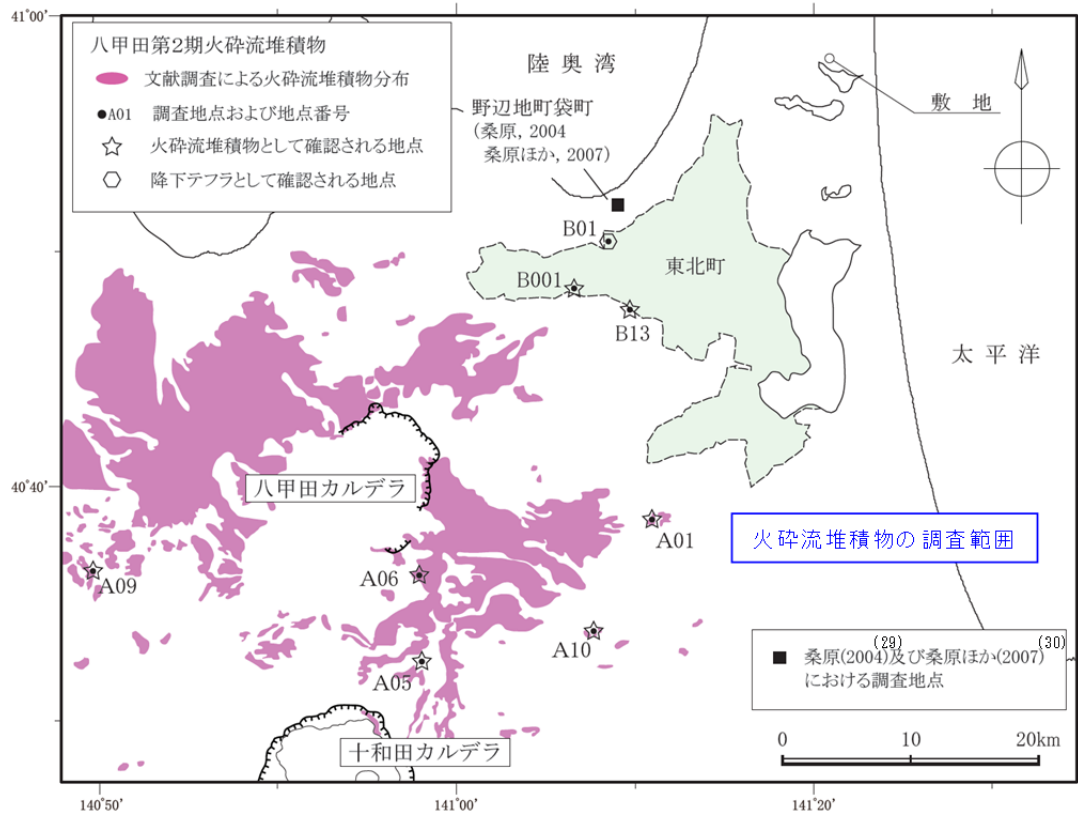 41°00'
八甲田第2期火砕流堆積物
文献調査による火砕流堆積物分布
A01 調査地点および地点番号
火砕流堆積物として確認される地点
降下テフラとして確認される地点
陸奥湾
野辺地町袋町
(桑原, 2004
桑原ほか, 2007)
敷 地
B01
東北町
B001
B13
太平洋
八甲田カルデラ
40°40'
A01
火砕流堆積物の調査範囲
A09
A06
A10
A05
十和田カルデラ
(29) (30)
桑原(2004)及び桑原ほか(2007)
における調査地点
0 10 20km
140°50' 141°00' 141°20'